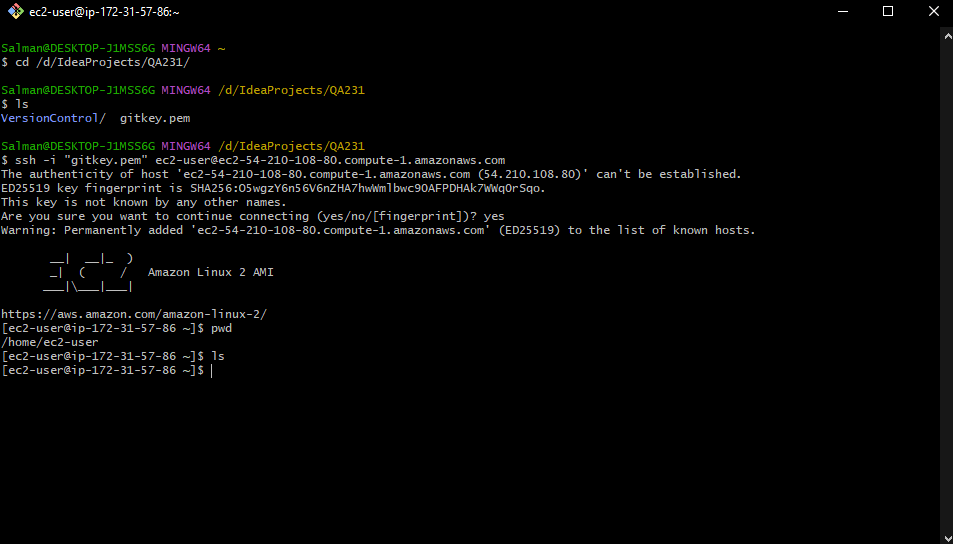 ec2-user@ip-172-31-57-86:~
Salman@DESKTOP-J1MSS6G MINGW64 ~
$ cd /d/IdeaProjects/QA231/
Salman@DESKTOP-J1MSS6G MINGW64 /d/IdeaProjects/QA231
$ ls
VersionControl/  gitkey.pem
Salman@DESKTOP-J1MSS6G MINGW64 /d/IdeaProjects/QA231
$ ssh -i "gitkey.pem" ec2-user@ec2-54-210-108-80.compute-1.amazonaws.com
The authenticity of host 'ec2-54-210-108-80.compute-1.amazonaws.com (54.210.108.80)' can't be established.
ED25519 key fingerprint is SHA256:O5wgzY6n56V6nZHA7hwWmlbwc9OAFPDHAk7WWqOrSqo.
This key is not known by any other names.
Are you sure you want to continue connecting (yes/no/[fingerprint])? yes
Warning: Permanently added 'ec2-54-210-108-80.compute-1.amazonaws.com' (ED25519) to the list of known hosts.
       __|  __|_  )
       _|  (     /   Amazon Linux 2 AMI
      ___|\___|___|
https://aws.amazon.com/amazon-linux-2/
[ec2-user@ip-172-31-57-86 ~]$ pwd
/home/ec2-user
[ec2-user@ip-172-31-57-86 ~]$ ls
[ec2-user@ip-172-31-57-86 ~]$